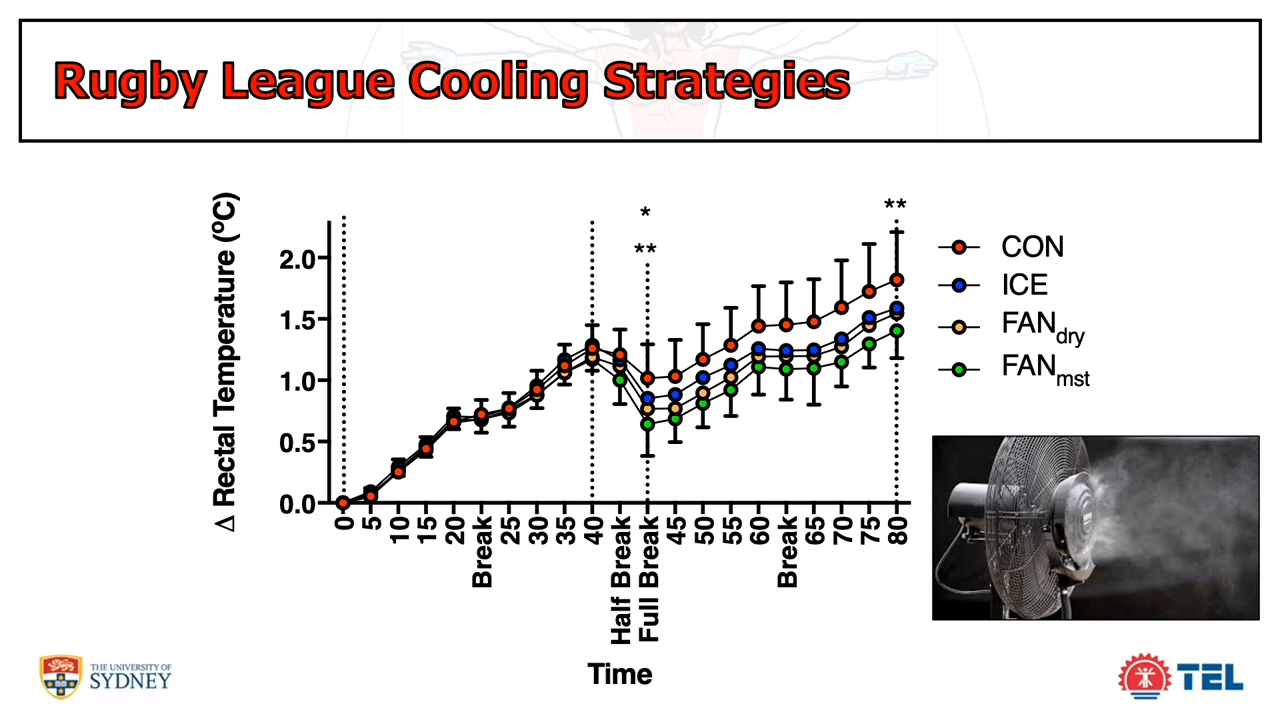 Rugby League Cooling Strategies
Δ Rectal Temperature (ºC)
2.0
1.5
1.0
0.5
0.0
*
**
**
0 5 10 15 20 Break 25 30 35 40 Half Break Full Break 45 50 55 60 Break 65 70 75 80
Time
CON
ICE
FANdry
FANmst
THE UNIVERSITY OF
SYDNEY
TEL